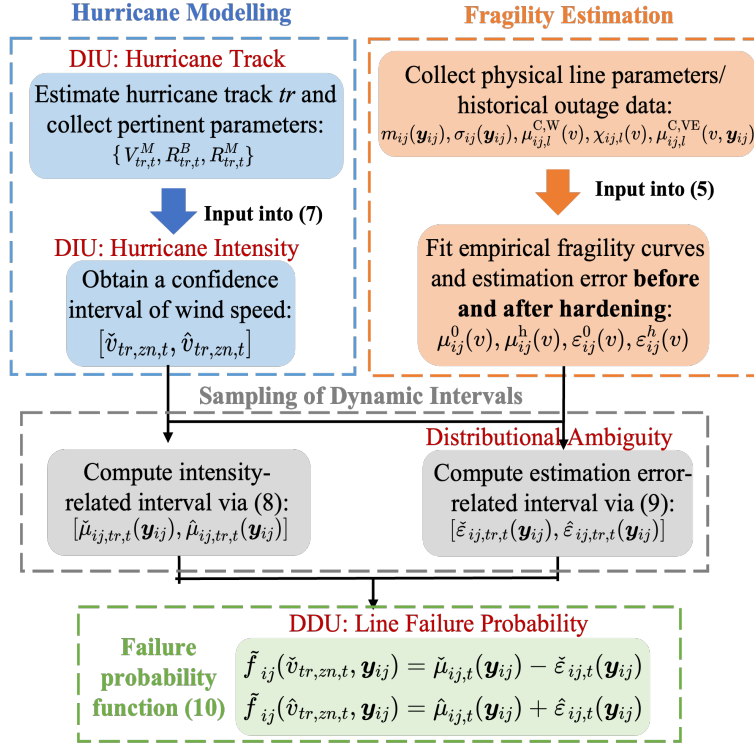 Hurricane Modelling
DIU: Hurricane Track
Estimate hurricane track tr and
collect pertinent parameters:
{V^M_{tr,t}, R^B_{tr,t}, R^M_{tr,t}}
Input into (7)
DIU: Hurricane Intensity
Obtain a confidence
interval of wind speed:
[v̌_{tr,zn,t}, v̂_{tr,zn,t}]
Fragility Estimation
Collect physical line parameters/
historical outage data:
m_{ij}(y_{ij}), σ_{ij}(y_{ij}), μ^{C,W}_{ij,l}(v), χ_{ij,l}(v), μ^{C,VE}_{ij,l}(v, y_{ij})
Input into (5)
Fit empirical fragility curves
and estimation error before
and after hardening:
μ^0_{ij}(v), μ^h_{ij}(v), ε^0_{ij}(v), ε^h_{ij}(v)
Sampling of Dynamic Intervals
Compute intensity-
related interval via (8):
[μ̌_{ij,tr,t}(y_{ij}), μ̂_{ij,tr,t}(y_{ij})]
Distributional Ambiguity
Compute estimation error-
related interval via (9):
[ε̌_{ij,tr,t}(y_{ij}), ε̂_{ij,tr,t}(y_{ij})]
DDU: Line Failure Probability
Failure
probability
function (10)
f̃_{ij}(v̌_{tr,zn,t}, y_{ij}) = μ̌_{ij,t}(y_{ij}) − ε̌_{ij,t}(y_{ij})
f̃_{ij}(v̂_{tr,zn,t}, y_{ij}) = μ̂_{ij,t}(y_{ij}) + ε̂_{ij,t}(y_{ij})